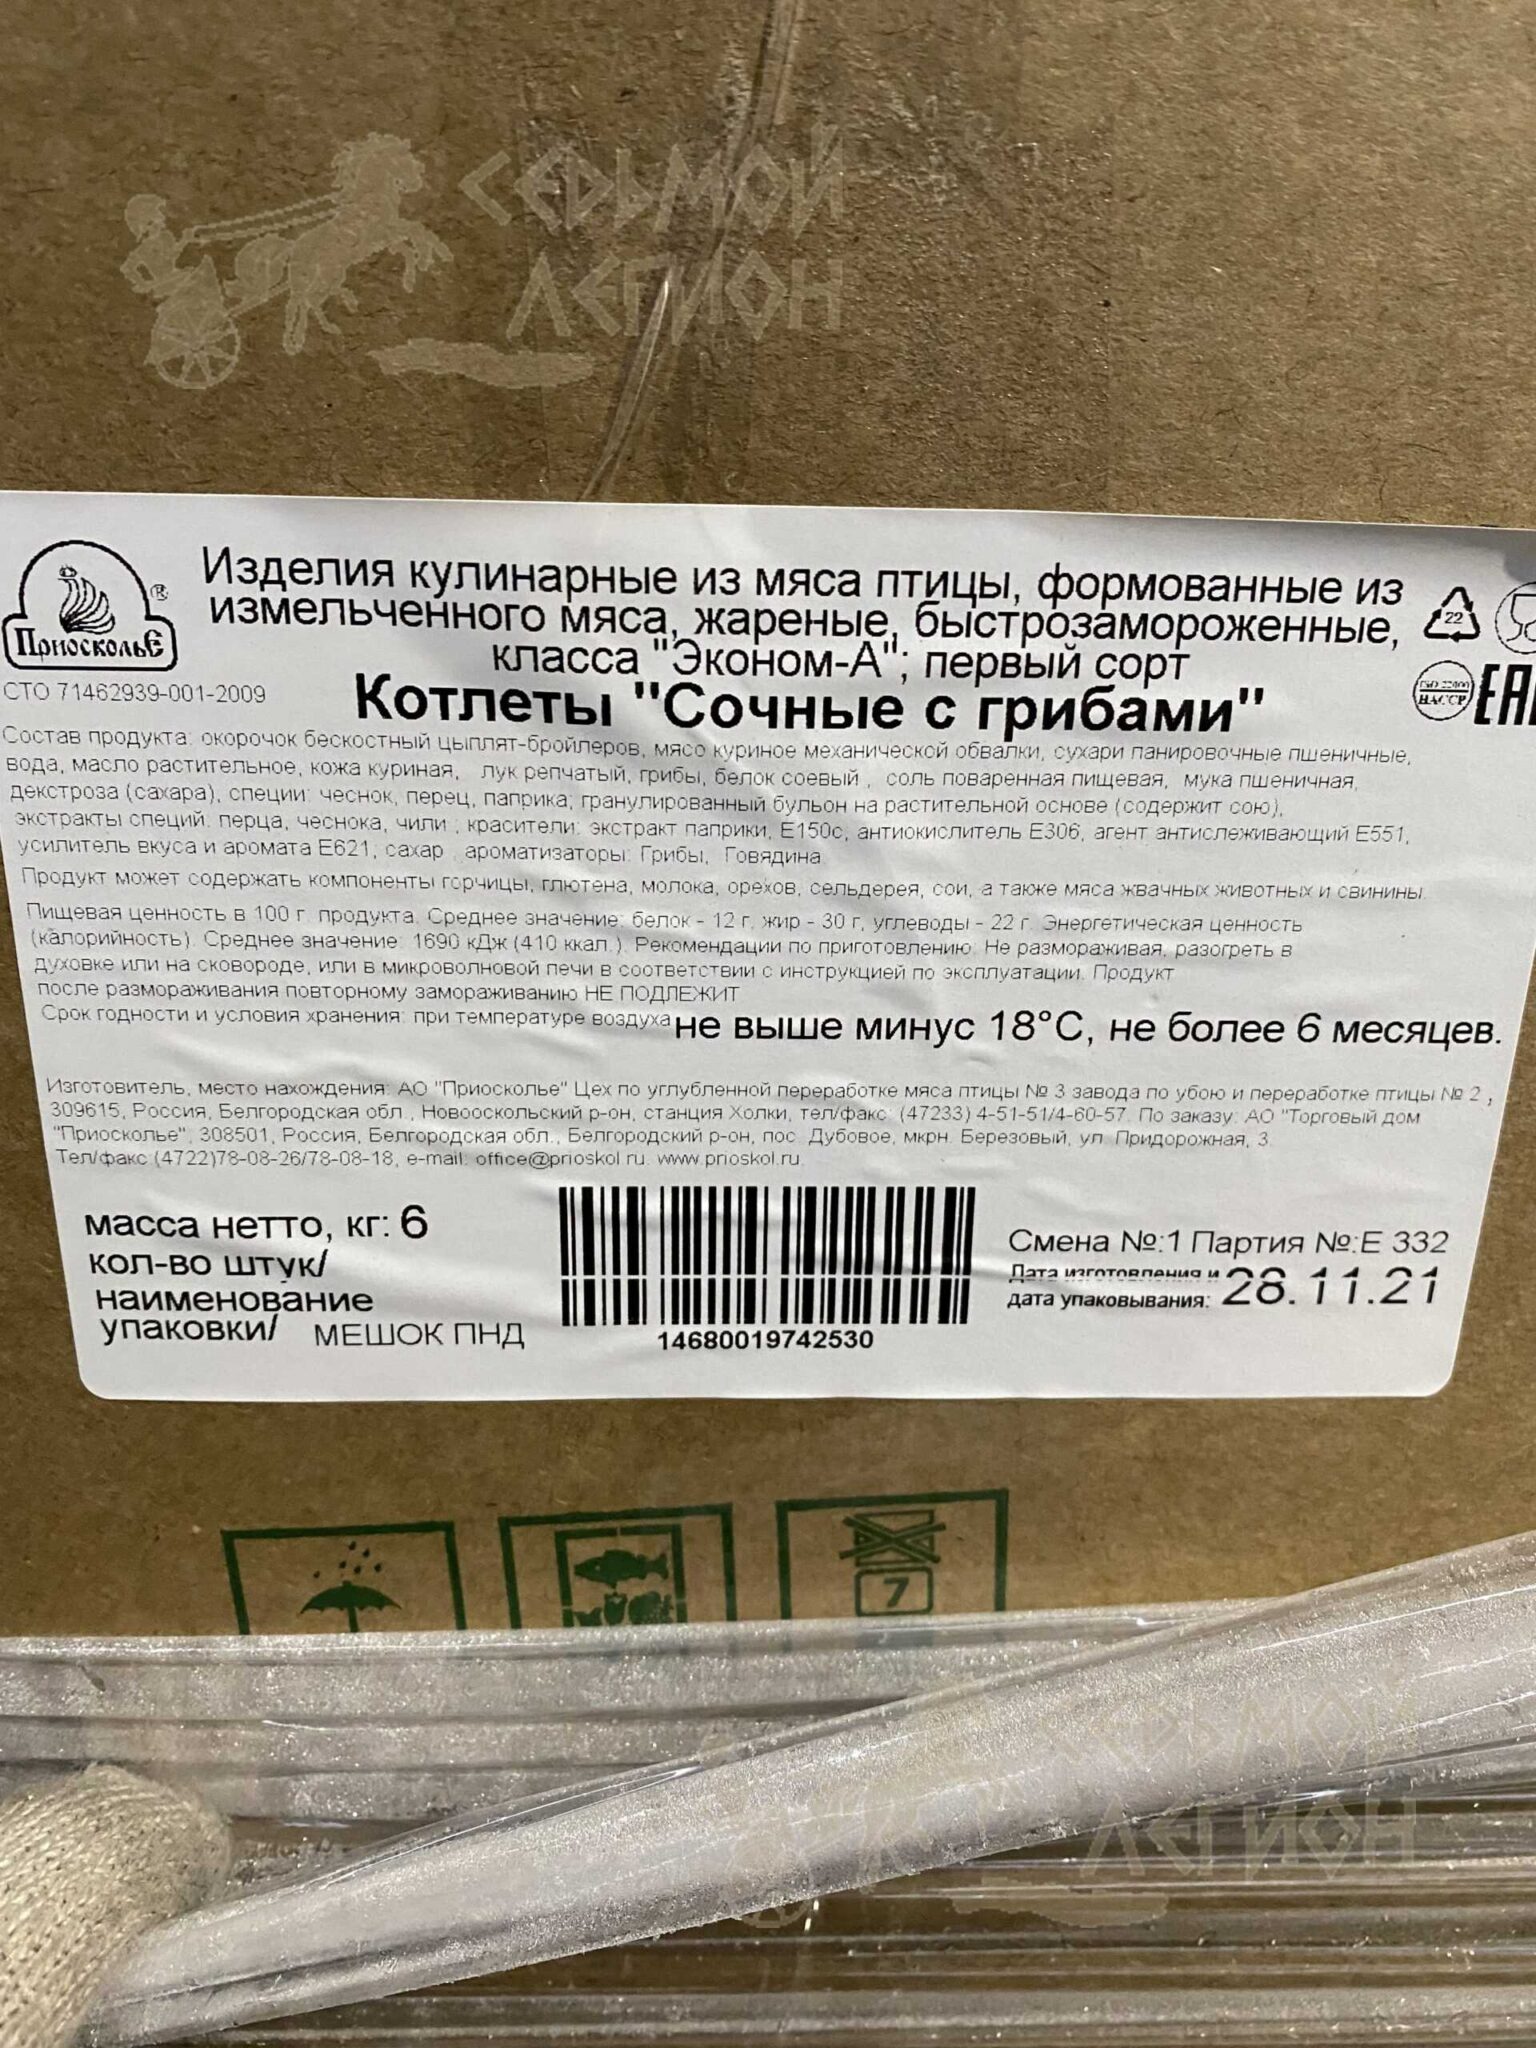 СЕДЬМОЙ
ЛЕГИОН
Изделия кулинарные из мяса птицы, формованные из
измельченного мяса, жареные, быстрозамороженные,
класса "Эконом-А"; первый сорт
Приосколье ®
22
СТО 71462939-001-2009
Котлеты "Сочные с грибами"
ISO 22000
HACCP
EAC
Состав продукта: окорочок бескостный цыплят-бройлеров, мясо куриное механической обвалки, сухари панировочные пшеничные,
вода, масло растительное, кожа куриная, лук репчатый, грибы, белок соевый , соль поваренная пищевая, мука пшеничная,
декстроза (сахара), специи: чеснок, перец, паприка; гранулированный бульон на растительной основе (содержит сою),
экстракты специй: перца, чеснока, чили ; красители: экстракт паприки, Е150с, антиокислитель Е306, агент антислеживающий Е551,
усилитель вкуса и аромата Е621, сахар , ароматизаторы: Грибы, Говядина.
Продукт может содержать компоненты горчицы, глютена, молока, орехов, сельдерея, сои, а также мяса жвачных животных и свинины.
Пищевая ценность в 100 г. продукта. Среднее значение: белок - 12 г, жир - 30 г, углеводы - 22 г. Энергетическая ценность
(калорийность). Среднее значение: 1690 кДж (410 ккал.). Рекомендации по приготовлению: Не размораживая, разогреть в
духовке или на сковороде, или в микроволновой печи в соответствии с инструкцией по эксплуатации. Продукт
после размораживания повторному замораживанию НЕ ПОДЛЕЖИТ
Срок годности и условия хранения: при температуре воздуха не выше минус 18°С, не более 6 месяцев.
Изготовитель, место нахождения: АО "Приосколье" Цех по углубленной переработке мяса птицы № 3 завода по убою и переработке птицы № 2 ,
309615, Россия, Белгородская обл., Новооскольский р-он, станция Холки, тел/факс: (47233) 4-51-51/4-60-57. По заказу: АО "Торговый дом
"Приосколье", 308501, Россия, Белгородская обл., Белгородский р-он, пос. Дубовое, мкрн. Березовый, ул. Придорожная, 3.
Тел/факс:(4722)78-08-26/78-08-18, e-mail: office@prioskol.ru. www.prioskol.ru.
масса нетто, кг: 6
кол-во штук/
наименование
упаковки/ МЕШОК ПНД
14680019742530
Смена №:1 Партия №:Е 332
Дата изготовления и
дата упаковывания: 28.11.21
7
СЕДЬМОЙ
ЛЕГИОН